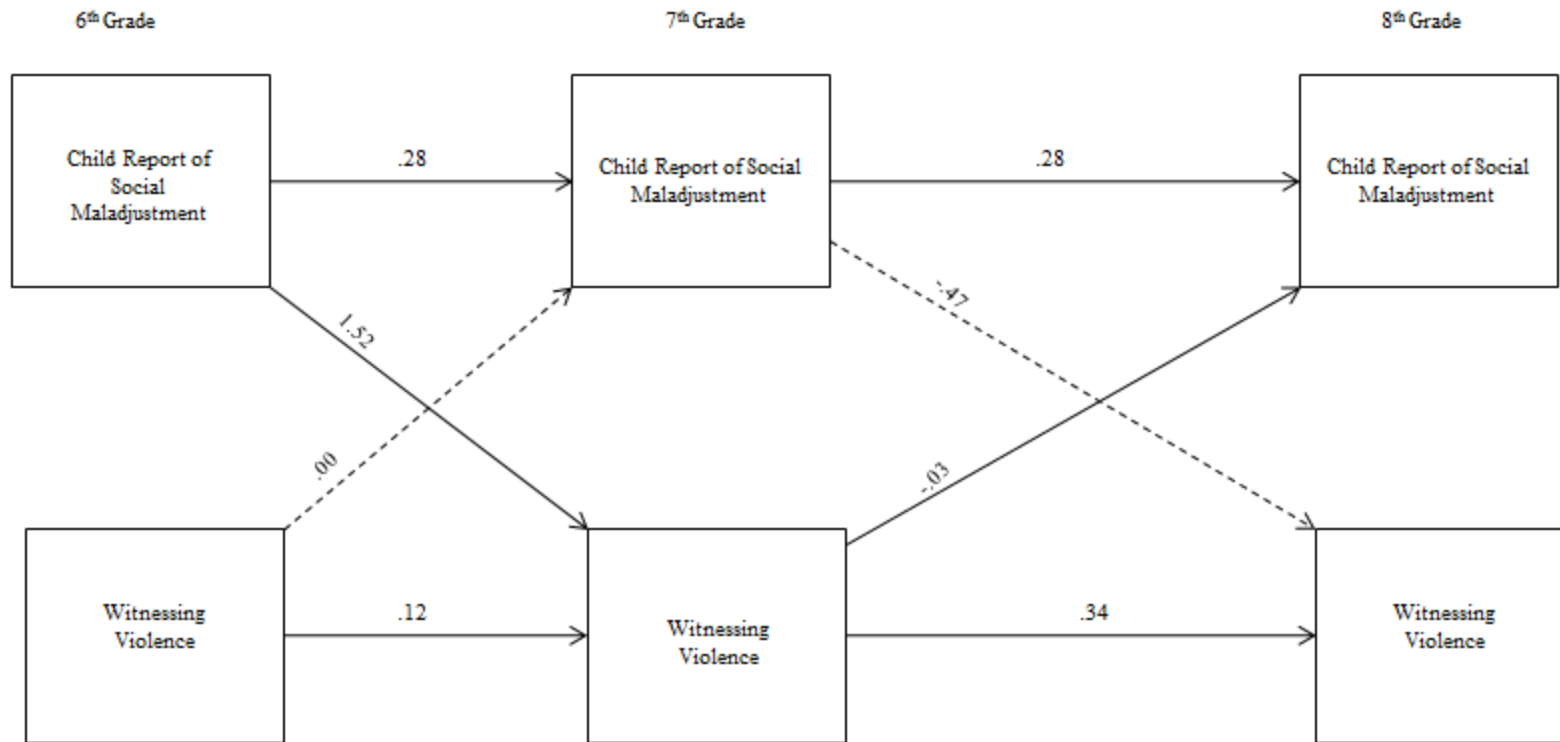 6th Grade
7th Grade
8th Grade
Child Report of
Social
Maladjustment
.28
Child Report of Social
Maladjustment
.28
Child Report of Social
Maladjustment
1.52
-.47
.00
-.03
Witnessing
Violence
.12
Witnessing
Violence
.34
Witnessing
Violence